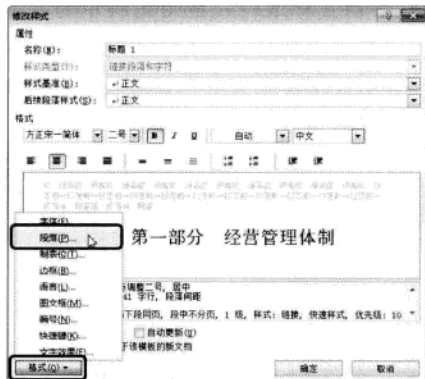 修改样式
属性
名称(N): 标题 1
样式类型(T): 链接段落和字符
样式基准(B): 正文
后续段落样式(S): 正文
格式
方正宋一简体 二号 B I U 自动 中文
第一部分 经营管理体制
字体(F)...
段落(P)...
制表位(T)...
边框(B)...
语言(L)...
图文框(M)...
编号(N)...
快捷键(K)...
文字效果(E)...
调整二号, 居中
41 字行, 段落间距
下段同页, 段中不分页, 1 级, 样式: 链接, 快速样式, 优先级: 10
自动更新(U)
于该模板的新文档
格式(O)
确定 取消